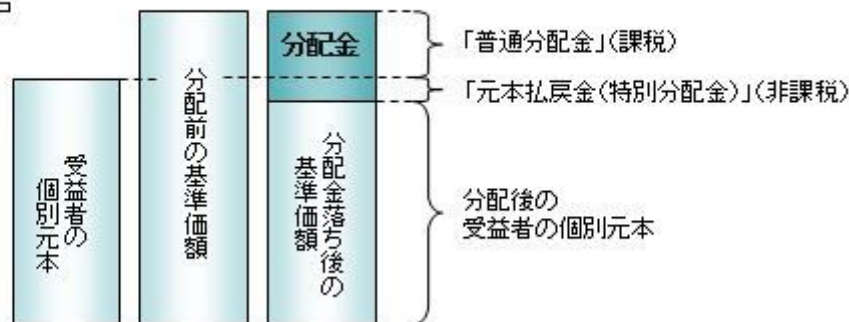 分配金
「普通分配金」(課税)
「元本払戻金(特別分配金)」(非課税)
受益者の
個別元本
分配前の基準価額
分配金落ち後の
基準価額
分配後の
受益者の個別元本